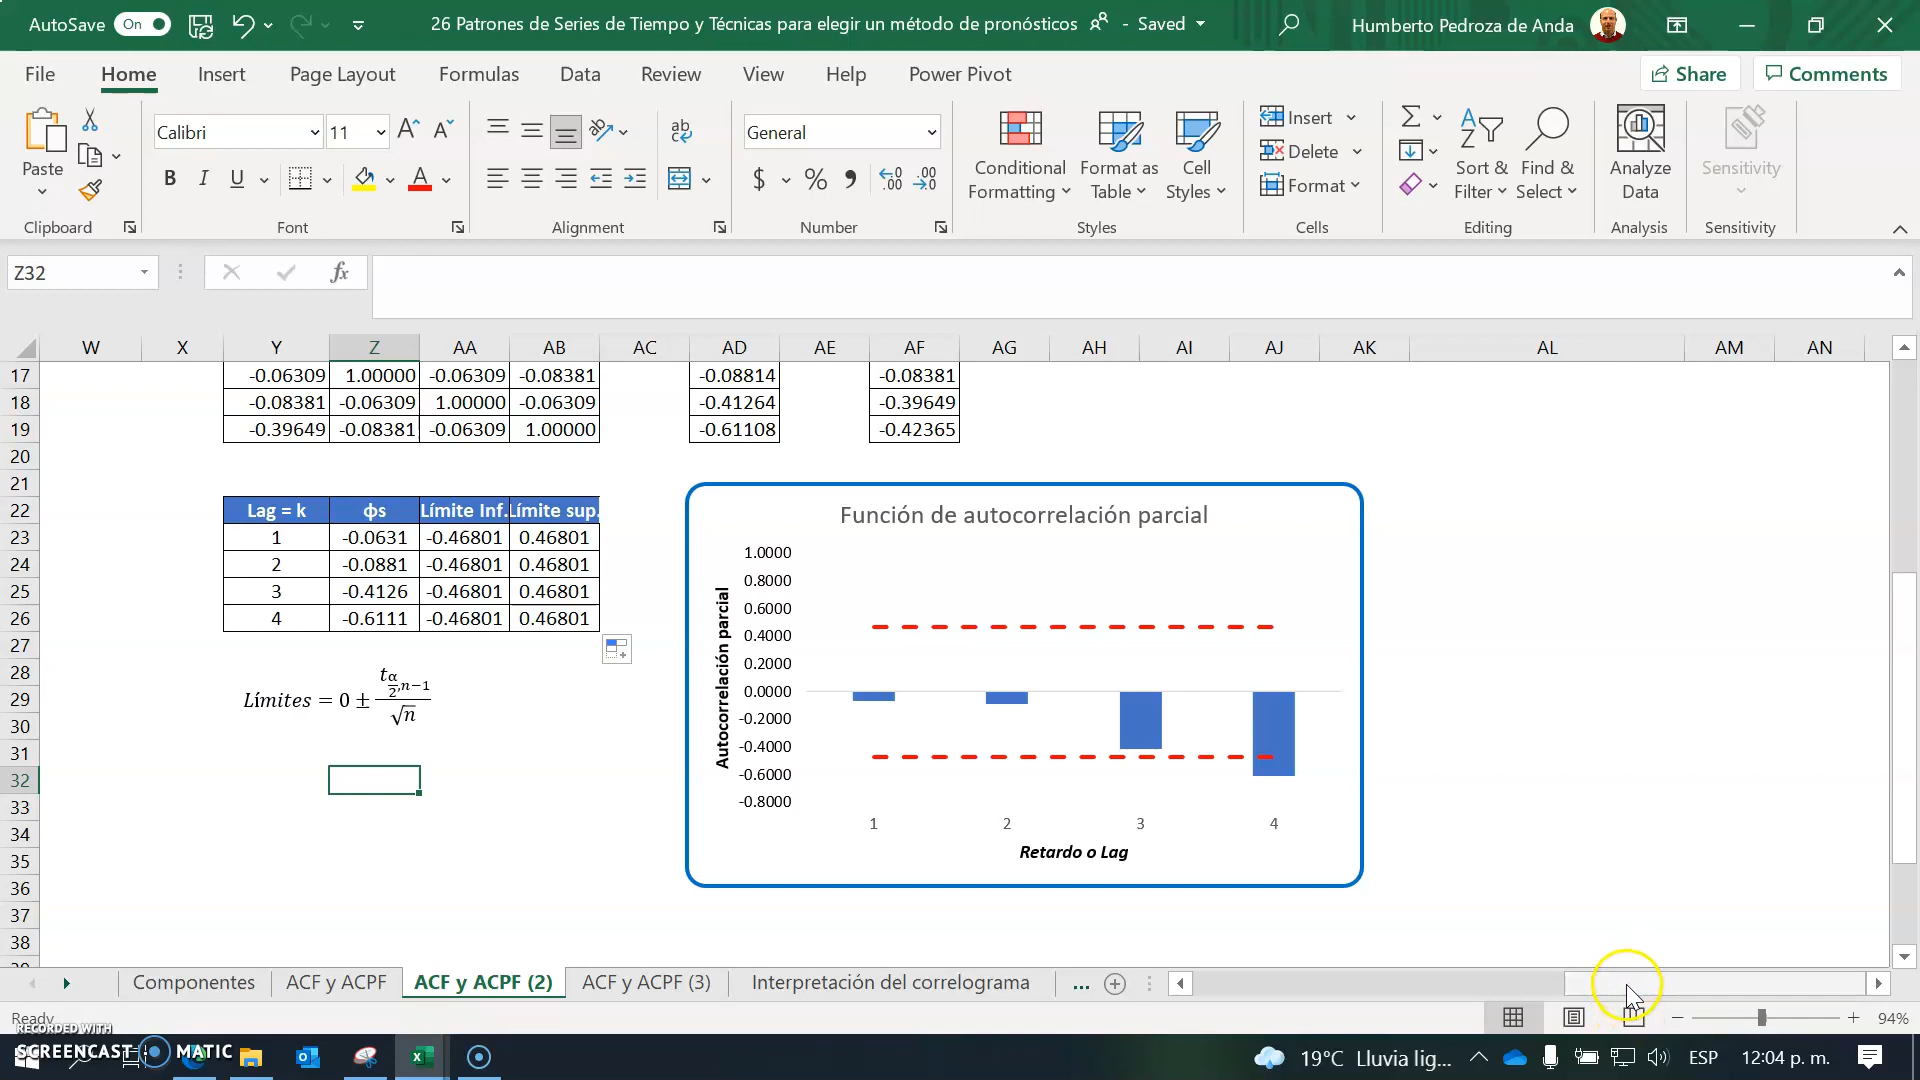 AutoSave On 26 Patrones de Series de Tiempo y Técnicas para elegir un método de pronósticos - Saved Humberto Pedroza de Anda
File Home Insert Page Layout Formulas Data Review View Help Power Pivot Share Comments
Paste
Calibri 11
B I U
ab
General
$ % 9
Conditional Formatting
Format as Table
Cell Styles
Insert
Delete
Format
Sort & Filter
Find & Select
Analyze Data
Sensitivity
Clipboard Font Alignment Number Styles Cells Editing Analysis Sensitivity
Z32 fx
W X Y Z AA AB AC AD AE AF AG AH AI AJ AK AL AM AN
17 -0.06309 1.00000 -0.06309 -0.08381 -0.08814 -0.08381
18 -0.08381 -0.06309 1.00000 -0.06309 -0.41264 -0.39649
19 -0.39649 -0.08381 -0.06309 1.00000 -0.61108 -0.42365
20
21
22 Lag = k ϕs Límite Inf. Límite sup.
23 1 -0.0631 -0.46801 0.46801
24 2 -0.0881 -0.46801 0.46801
25 3 -0.4126 -0.46801 0.46801
26 4 -0.6111 -0.46801 0.46801
27
28
29 Límites = 0 ± t α/2, n−1 / √n
30
31
32
33
34
35
36
37
38
Función de autocorrelación parcial
Autocorrelación parcial
1.0000
0.8000
0.6000
0.4000
0.2000
0.0000
-0.2000
-0.4000
-0.6000
-0.8000
1 2 3 4
Retardo o Lag
Componentes ACF y ACPF ACF y ACPF (2) ACF y ACPF (3) Interpretación del correlograma ...
Ready 94%
RECORDED WITH
SCREENCAST MATIC
19°C Lluvia lig... ESP 12:04 p. m.